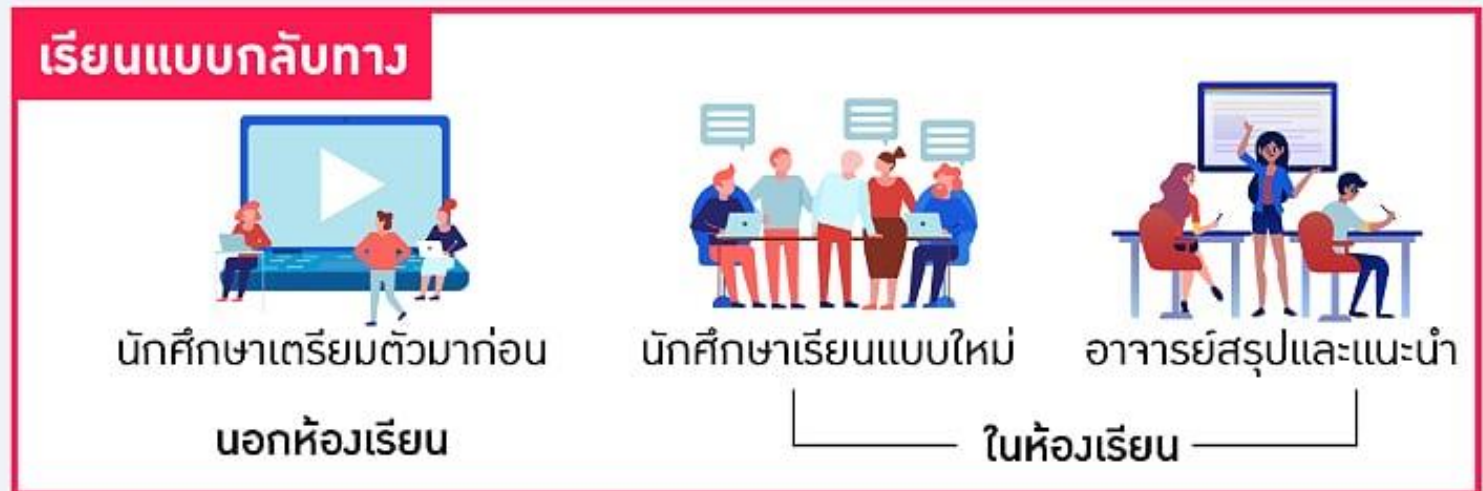 เรียนแบบกลับทาง
นักศึกษาเตรียมตัวมาก่อน
นักศึกษาเรียนแบบใหม่
อาจารย์สรุปและแนะนำ
นอกห้องเรียน
ในห้องเรียน